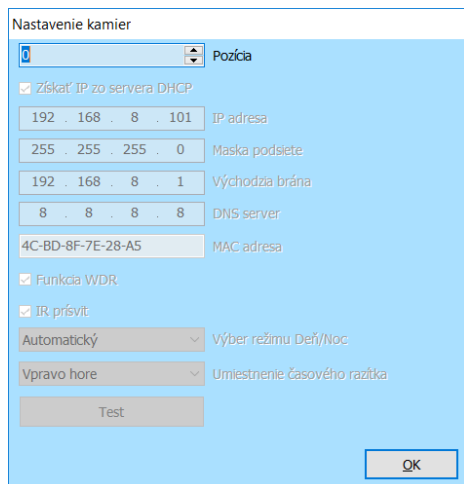 Nastavenie kamier
0 Pozícia
Získať IP zo servera DHCP
192 . 168 . 8 . 101 IP adresa
255 . 255 . 255 . 0 Maska podsiete
192 . 168 . 8 . 1 Východzia brána
8 . 8 . 8 . 8 DNS server
4C-BD-8F-7E-28-A5 MAC adresa
Funkcia WDR
IR prísvit
Automatický Výber režimu Deň/Noc
Vpravo hore Umiestnenie časového razítka
Test
OK